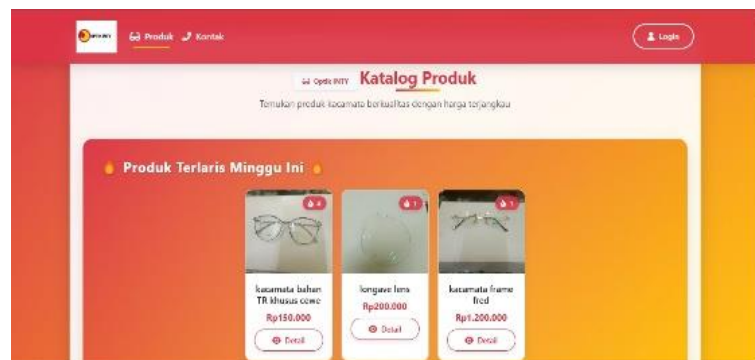 Produk Kontak
Login
Optik INTY Katalog Produk
Temukan produk kacamata berkualitas dengan harga terjangkau
Produk Terlaris Minggu Ini
4 1 1
kacamata bahan longave lens kacamata frame
TR khusus cewe fred
Rp150.000 Rp200.000 Rp1.200.000
Detail Detail Detail